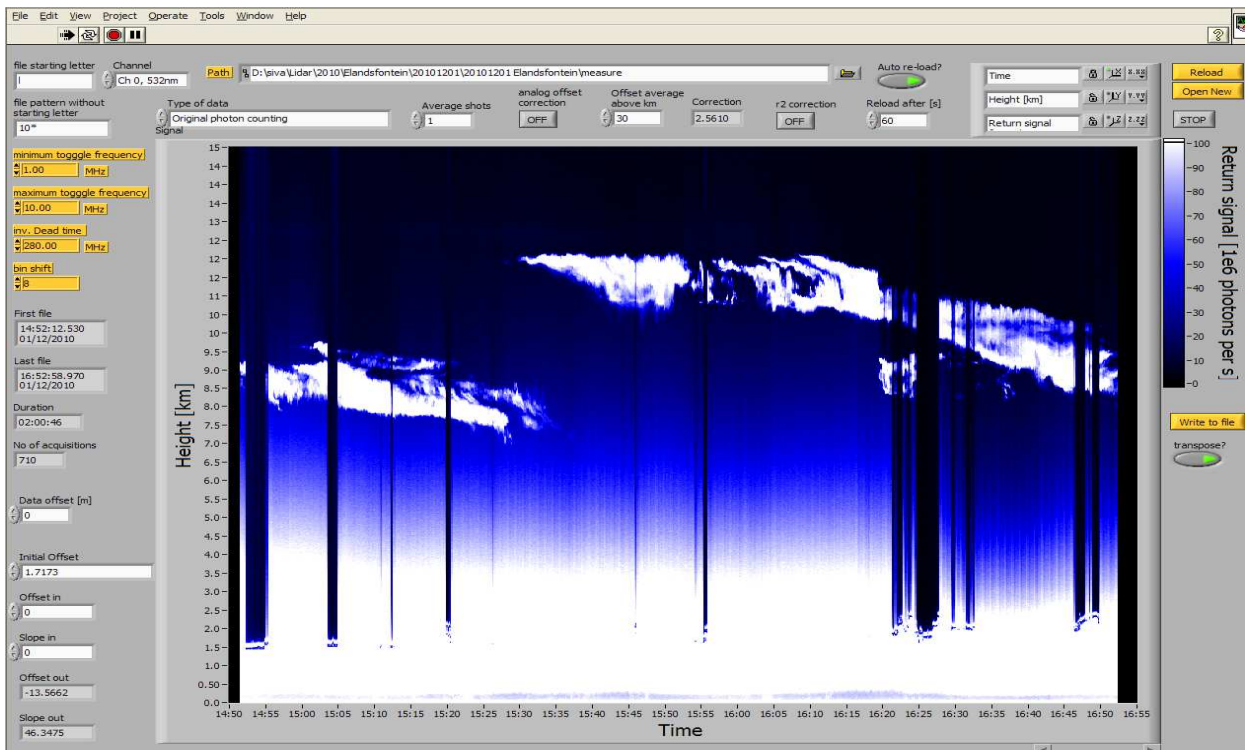 File Edit View Project Operate Tools Window Help
file starting letter
l
Channel
Ch 0, 532nm
Path
D:\siva\Lidar\2010\Elandsfontein\20101201\20101201 Elandsfontein\measure
Auto re-load?
Time
Height [km]
Return signal
Reload
Open New
STOP
file pattern without
starting letter
10*
Type of data
Original photon counting
Signal
Average shots
1
analog offset
correction
OFF
Offset average
above km
30
Correction
2.5610
r2 correction
OFF
Reload after [s]
60
minimum togggle frequency
1.00 MHz
maximum togggle frequency
10.00 MHz
inv. Dead time
280.00 MHz
bin shift
8
First file
14:52:12.530
01/12/2010
Last file
16:52:58.970
01/12/2010
Duration
02:00:46
No of acquisitions
710
Data offset [m]
0
Initial Offset
1.7173
Offset in
0
Slope in
0
Offset out
-13.5662
Slope out
46.3475
Height [km]
15
14
14
13
13
12
12
11
11
10
10
9.5
9.0
8.5
8.0
7.5
7.0
6.5
6.0
5.5
5.0
4.5
4.0
3.5
3.0
2.5
2.0
1.5
1.0
0.50
0.0
14:50 14:55 15:00 15:05 15:10 15:15 15:20 15:25 15:30 15:35 15:40 15:45 15:50 15:55 16:00 16:05 16:10 16:15 16:20 16:25 16:30 16:35 16:40 16:45 16:50 16:55
Time
100
90
80
70
60
50
40
30
20
10
0
Return signal [1e6 photons per s]
Write to file
transpose?